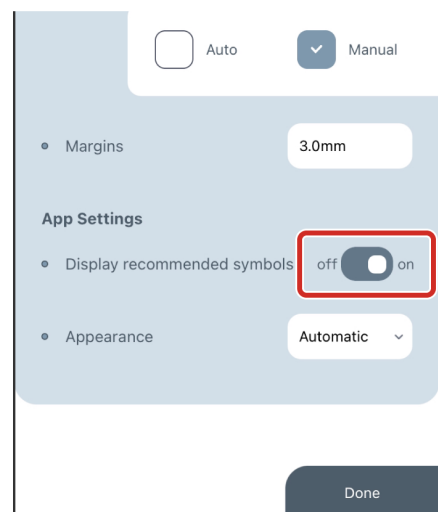 Auto Manual
Margins 3.0mm
App Settings
Display recommended symbols off on
Appearance Automatic
Done